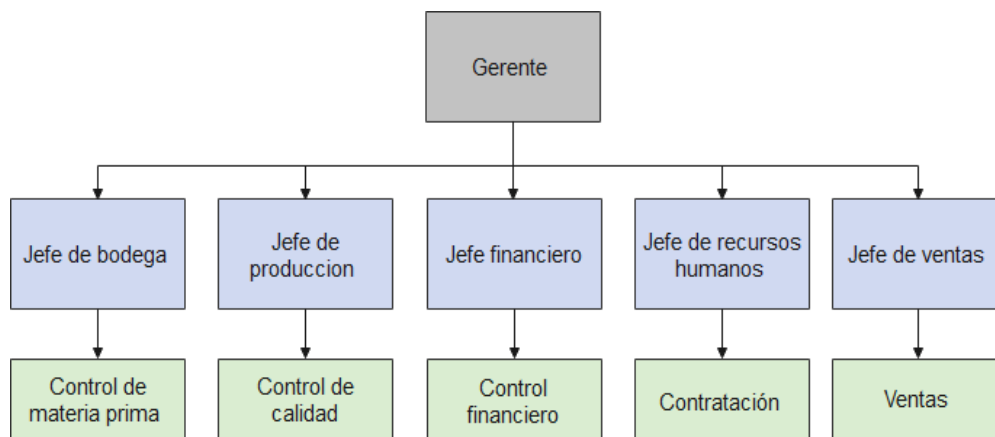 Gerente
Jefe de bodega
Jefe de
produccion
Jefe financiero
Jefe de recursos
humanos
Jefe de ventas
Control de
materia prima
Control de
calidad
Control
financiero
Contratación
Ventas